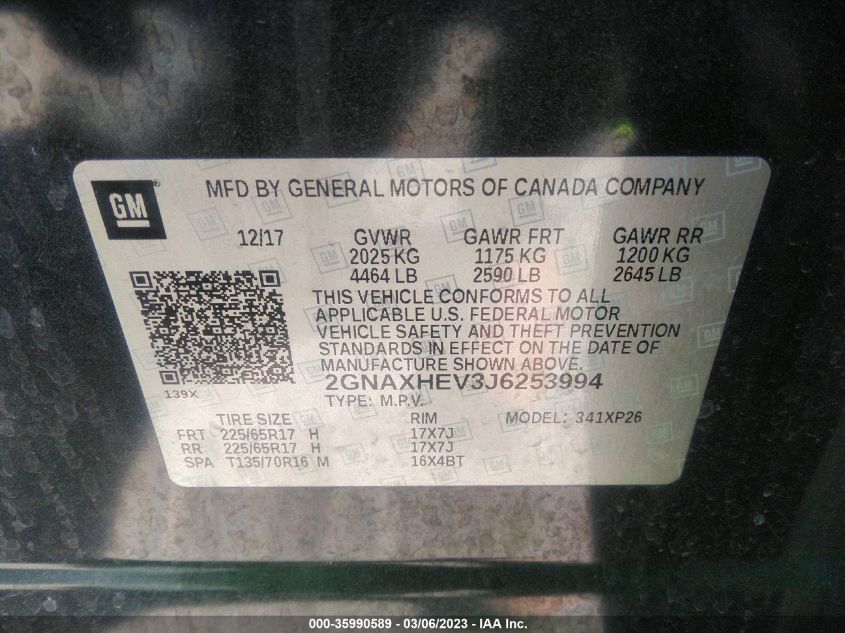 GM
MFD BY GENERAL MOTORS OF CANADA COMPANY
12/17 GVWR GAWR FRT GAWR RR
2025 KG 1175 KG 1200 KG
4464 LB 2590 LB 2645 LB
THIS VEHICLE CONFORMS TO ALL
APPLICABLE U.S. FEDERAL MOTOR
VEHICLE SAFETY AND THEFT PREVENTION
STANDARDS IN EFFECT ON THE DATE OF
MANUFACTURE SHOWN ABOVE.
139X
2GNAXHEV3J6253994
TYPE: M.P.V.
TIRE SIZE RIM MODEL: 341XP26
FRT 225/65R17 H 17X7J
RR 225/65R17 H 17X7J
SPA T135/70R16 M 16X4BT
000-35990589 - 03/06/2023 - IAA Inc.